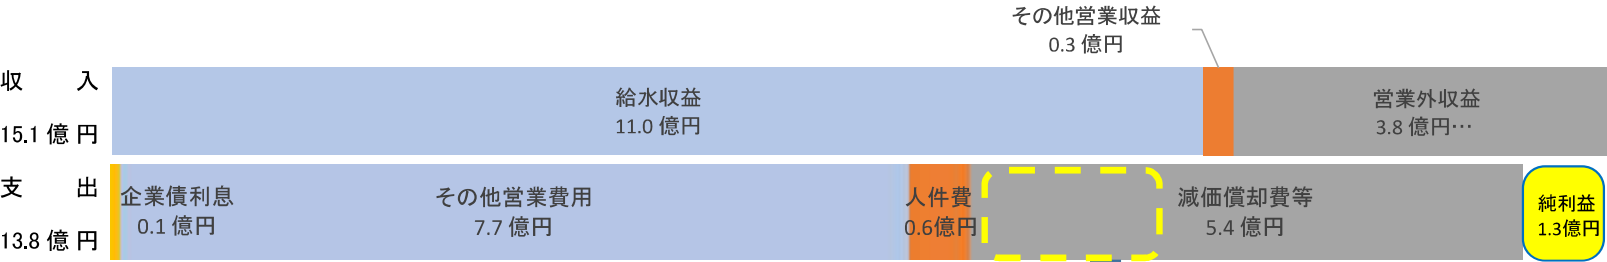 その他営業収益
0.3 億円
収 入
給水収益
営業外収益
11.0 億円
3.8 億円…
15.1 億円
支 出
企業債利息
その他営業費用
人件費
減価償却費等
純利益
0.1 億円
7.7 億円
0.6億円
5.4 億円
1.3億円
13.8 億円